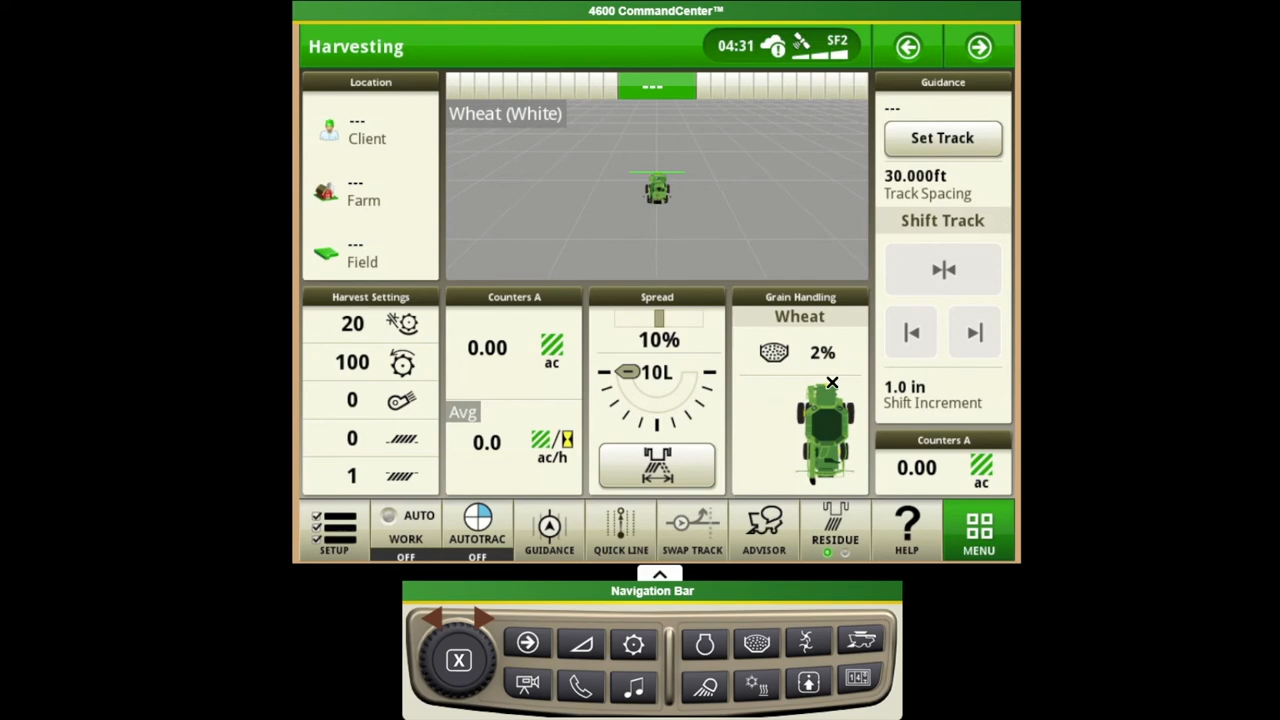 4600 CommandCenter™
Harvesting
04:31
SF2
Location
---
Client
---
Farm
---
Field
---
Wheat (White)
Guidance
---
Set Track
30.000ft
Track Spacing
Shift Track
1.0 in
Shift Increment
Harvest Settings
20
100
0
0
1
Counters A
0.00
ac
Avg
0.0
ac/h
Spread
10%
10L
Grain Handling
Wheat
2%
Counters A
0.00
ac
SETUP
AUTO
WORK
OFF
AUTOTRAC
OFF
GUIDANCE
QUICK LINE
SWAP TRACK
ADVISOR
RESIDUE
?
HELP
MENU
Navigation Bar
X